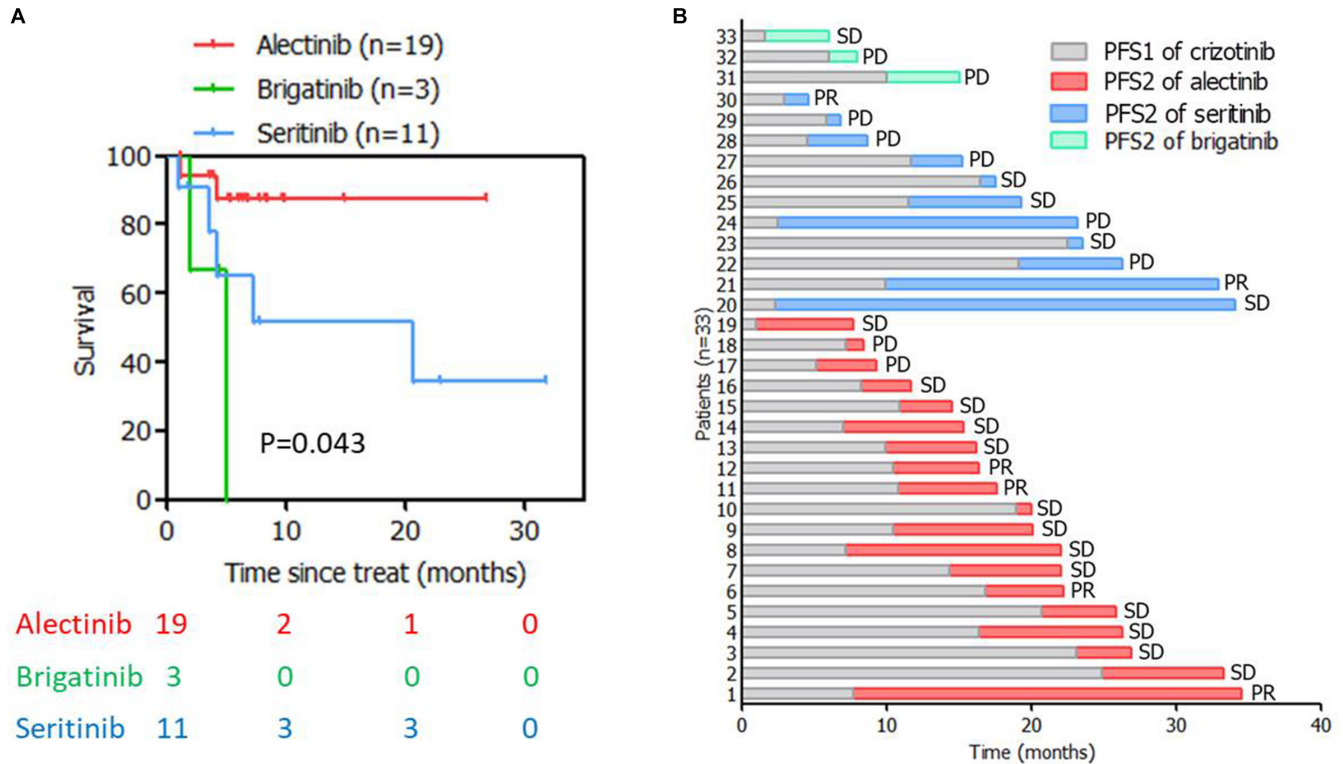 A
Alectinib (n=19)
Brigatinib (n=3)
Seritinib (n=11)
100
80
60
40
20
0
Survival
P=0.043
0 10 20 30
Time since treat (months)
Alectinib 19 2 1 0
Brigatinib 3 0 0 0
Seritinib 11 3 3 0
B
PFS1 of crizotinib
PFS2 of alectinib
PFS2 of seritinib
PFS2 of brigatinib
Patients (n=33)
33 SD
32 PD
31 PD
30 PR
29 PD
28 PD
27 PD
26 SD
25 SD
24 PD
23 SD
22 PD
21 PR
20 SD
19 SD
18 PD
17 PD
16 SD
15 SD
14 SD
13 SD
12 PR
11 PR
10 SD
9 SD
8 SD
7 SD
6 PR
5 SD
4 SD
3 SD
2 SD
1 PR
0 10 20 30 40
Time (months)